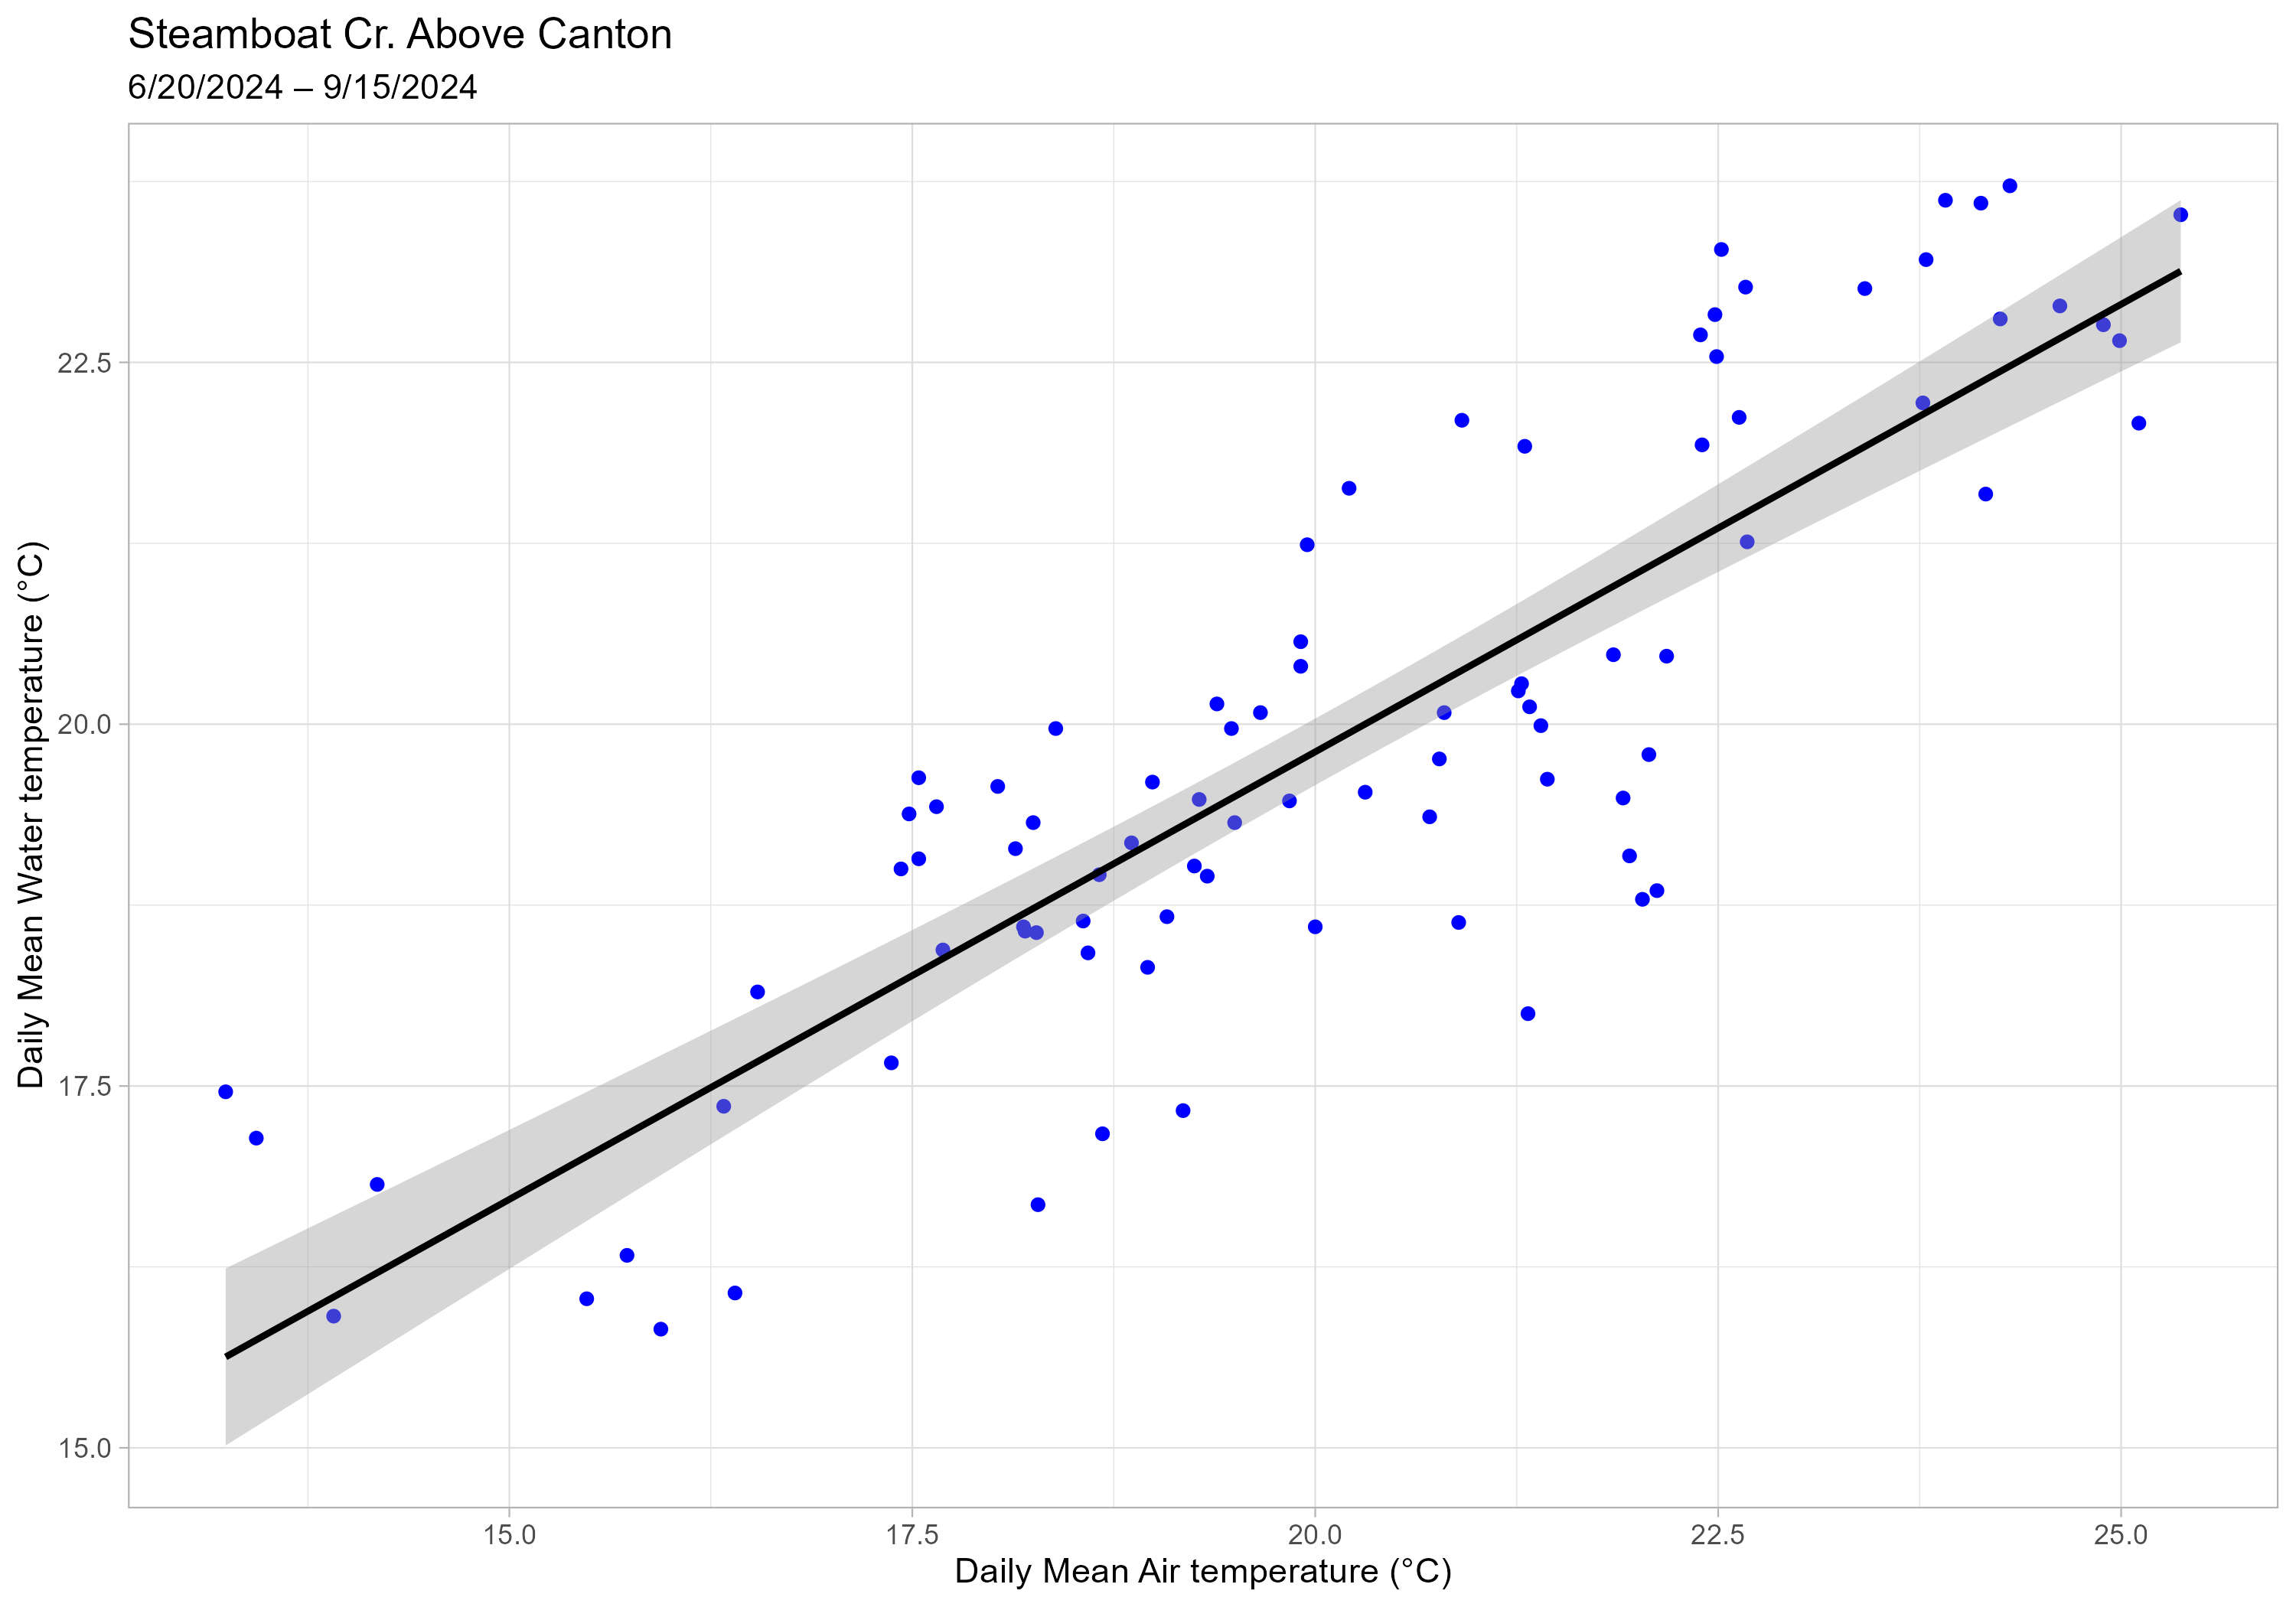 Steamboat Cr. Above Canton
6/20/2024 – 9/15/2024
Daily Mean Water temperature (°C)
22.5
20.0
17.5
15.0
15.0 17.5 20.0 22.5 25.0
Daily Mean Air temperature (°C)